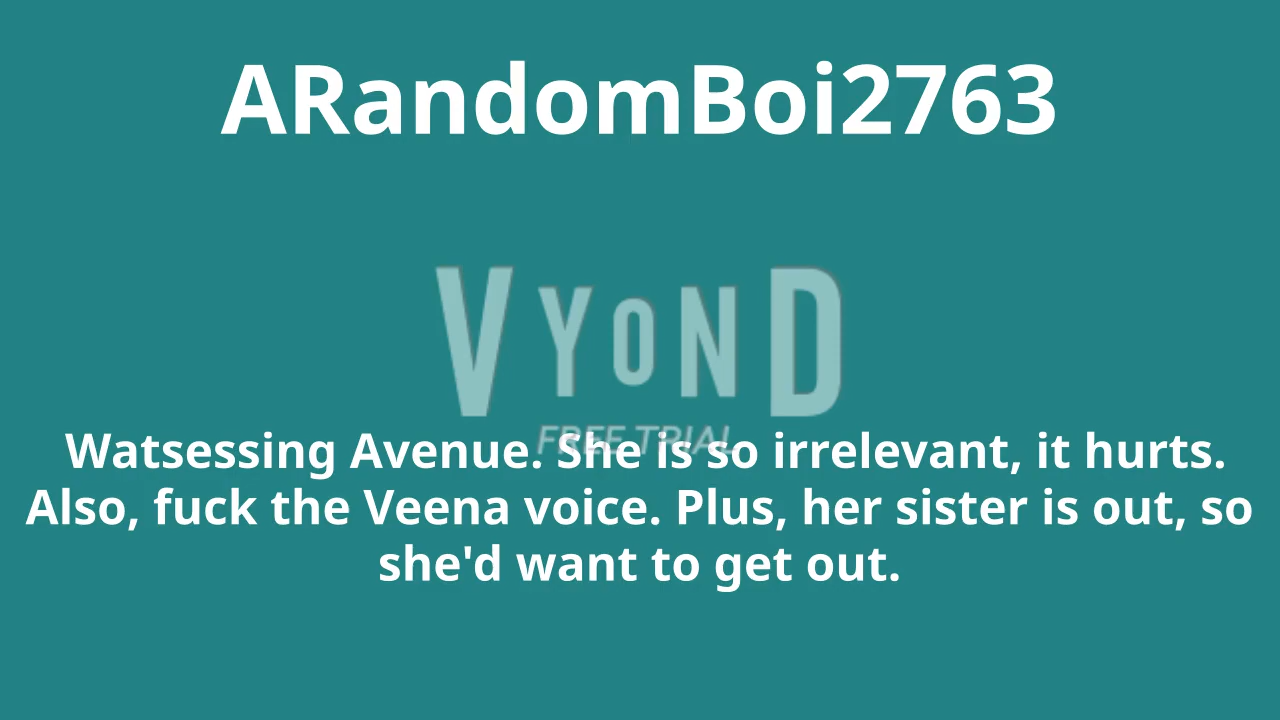 ARandomBoi2763
VYOND
FREE TRIAL
Watsessing Avenue. She is so irrelevant, it hurts.
Also, fuck the Veena voice. Plus, her sister is out, so
she'd want to get out.